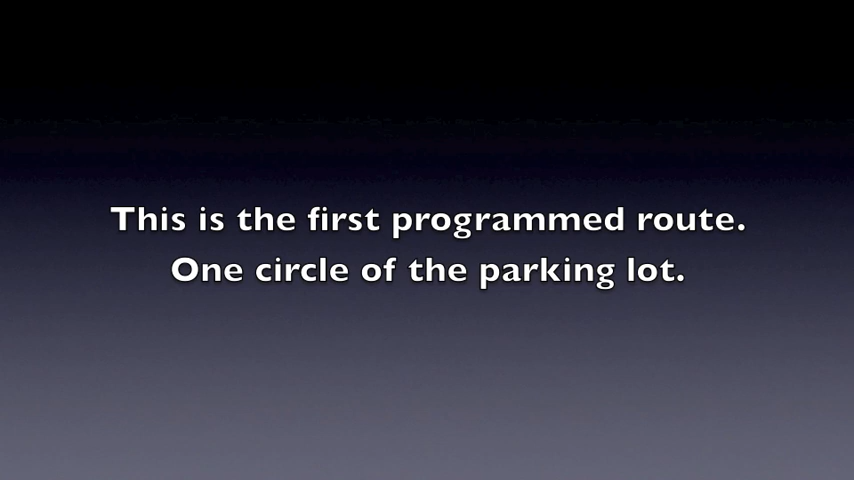 This is the first programmed route.
One circle of the parking lot.